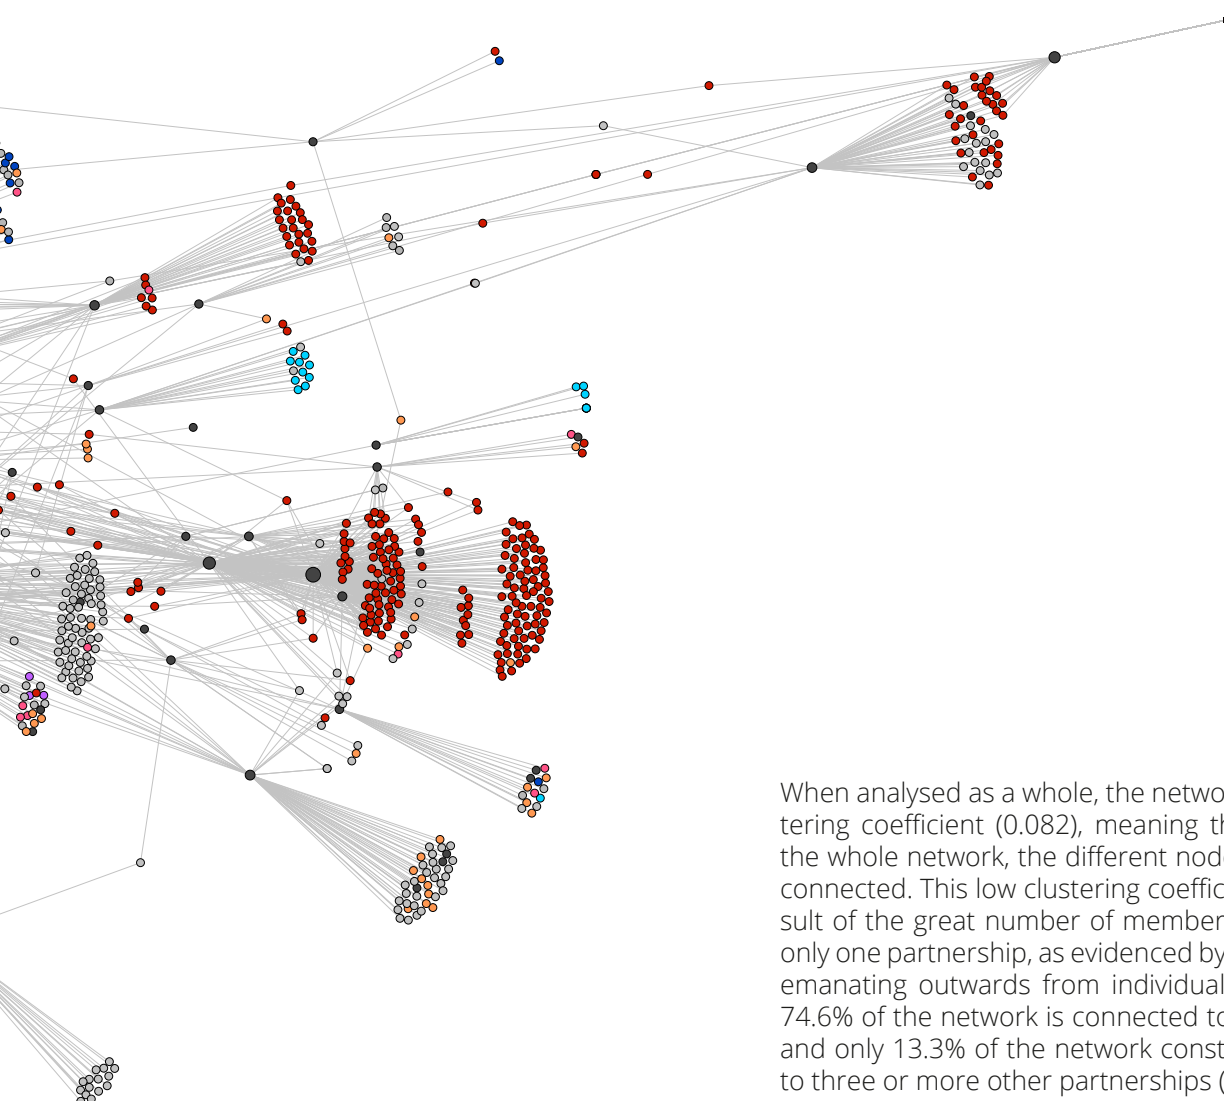 When analysed as a whole, the netwo
tering coefficient (0.082), meaning th
the whole network, the different nod
connected. This low clustering coeffic
sult of the great number of member
only one partnership, as evidenced by
emanating outwards from individual
74.6% of the network is connected to
and only 13.3% of the network const
to three or more other partnerships (